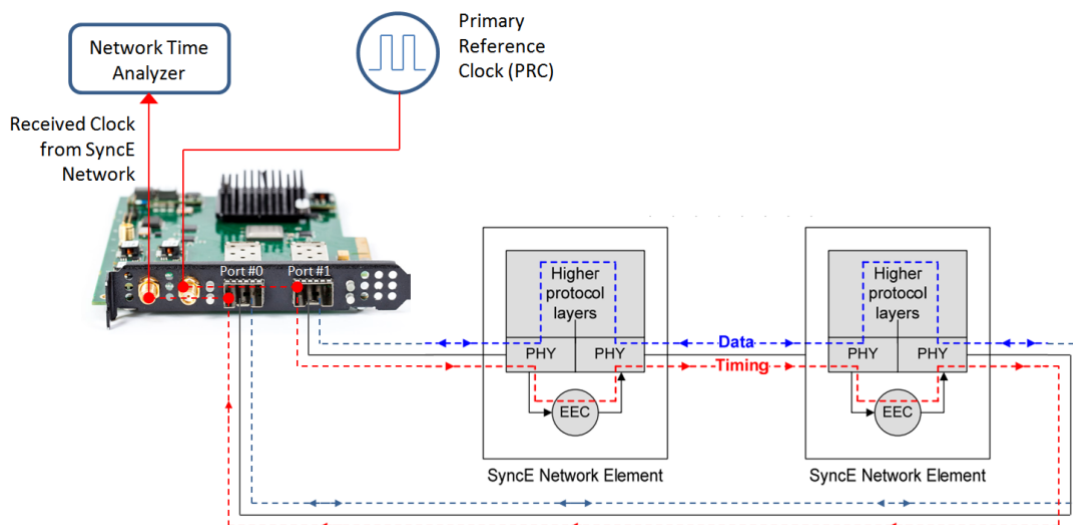 Network Time
Analyzer
Primary
Reference
Clock (PRC)
Received Clock
from SyncE
Network
Port #0
Port #1
Higher
protocol
layers
PHY
PHY
EEC
SyncE Network Element
Data
Timing
Higher
protocol
layers
PHY
PHY
EEC
SyncE Network Element